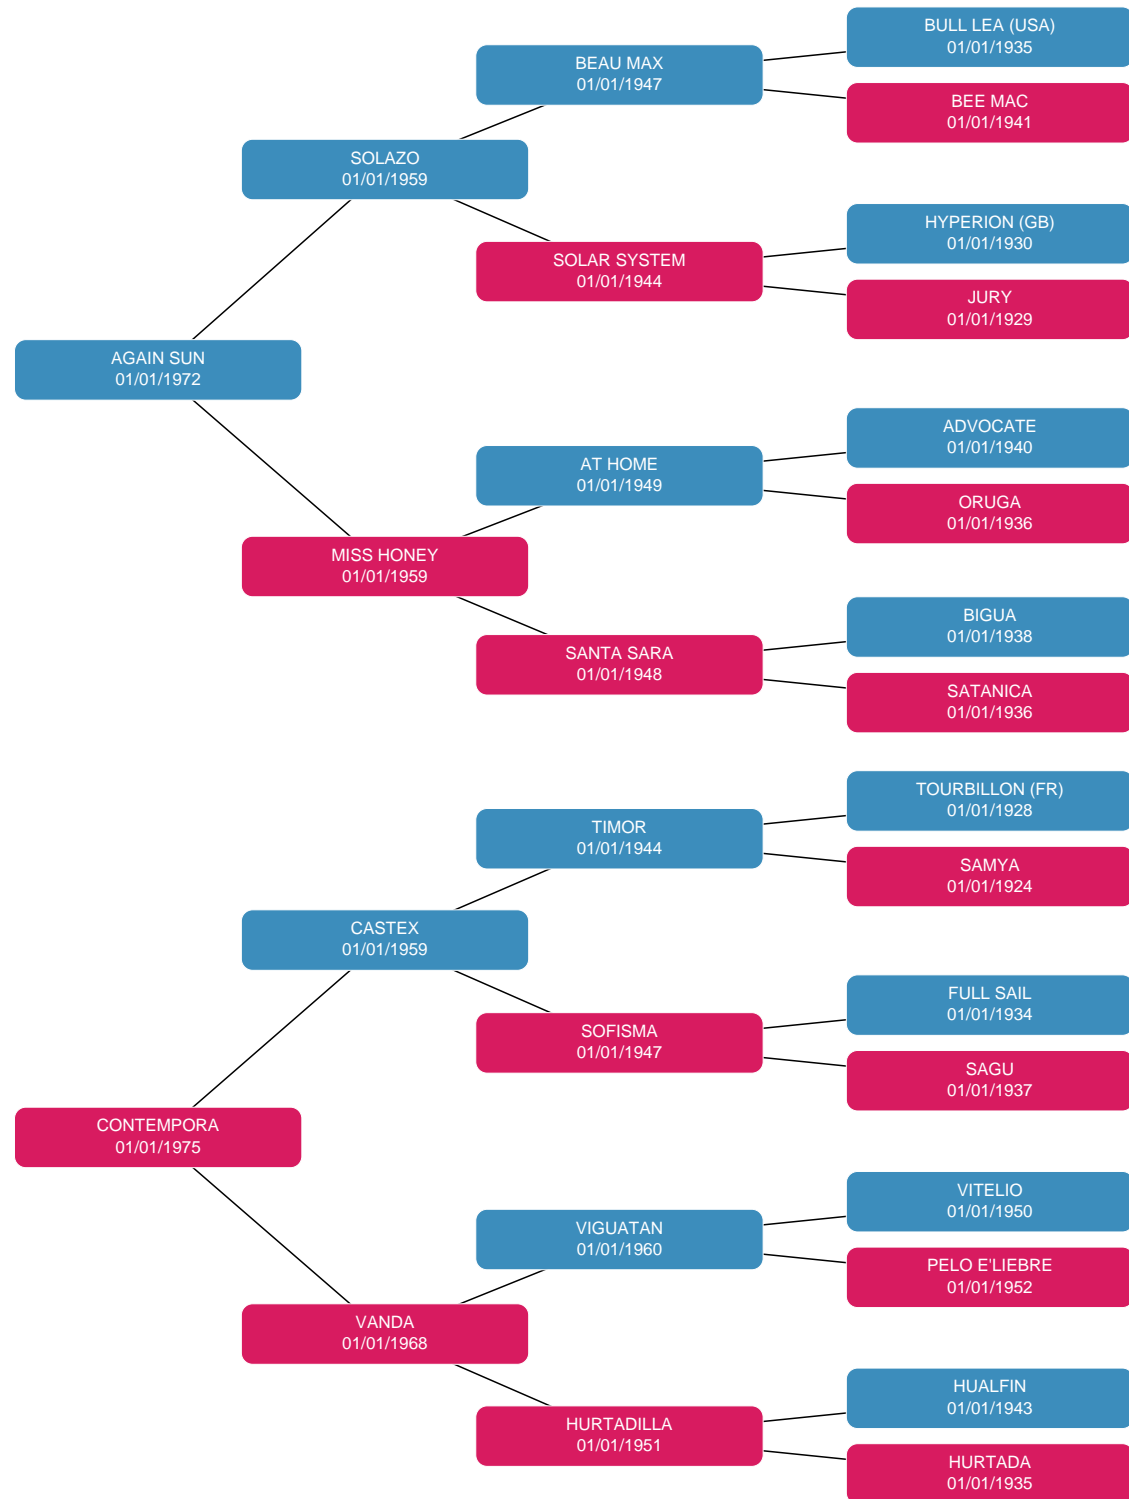 BULL LEA (USA)
01/01/1935
BEAU MAX
01/01/1947
BEE MAC
01/01/1941
SOLAZO
01/01/1959
HYPERION (GB)
01/01/1930
SOLAR SYSTEM
01/01/1944
JURY
01/01/1929
AGAIN SUN
01/01/1972
ADVOCATE
01/01/1940
AT HOME
01/01/1949
ORUGA
01/01/1936
MISS HONEY
01/01/1959
BIGUA
01/01/1938
SANTA SARA
01/01/1948
SATANICA
01/01/1936
TOURBILLON (FR)
01/01/1928
TIMOR
01/01/1944
SAMYA
01/01/1924
CASTEX
01/01/1959
FULL SAIL
01/01/1934
SOFISMA
01/01/1947
SAGU
01/01/1937
CONTEMPORA
01/01/1975
VITELIO
01/01/1950
VIGUATAN
01/01/1960
PELO E'LIEBRE
01/01/1952
VANDA
01/01/1968
HUALFIN
01/01/1943
HURTADILLA
01/01/1951
HURTADA
01/01/1935